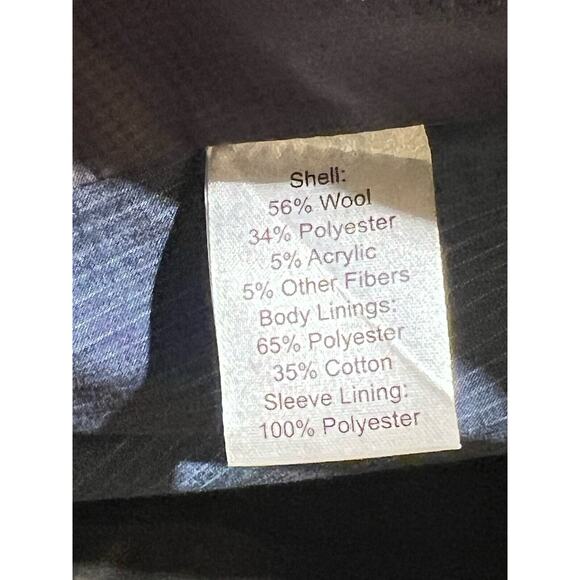 Shell:
56% Wool
34% Polyester
5% Acrylic
5% Other Fibers
Body Linings:
65% Polyester
35% Cotton
Sleeve Lining:
100% Polyester